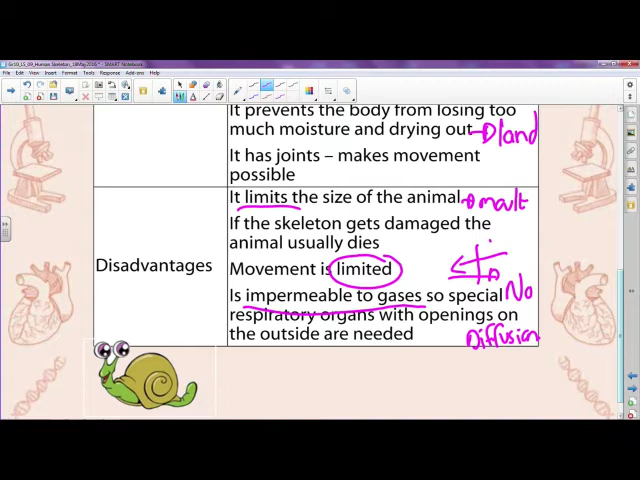 Gr10_LS_09_Human Skeleton_18May2016 * - SMART Notebook
File Edit View Insert Format Tools Response Add-ons Help
It prevents the body from losing too
much moisture and drying out land
It has joints – makes movement
possible
Disadvantages
It limits the size of the animal moult
If the skeleton gets damaged the
animal usually dies
Movement is limited
Is impermeable to gases so special No
respiratory organs with openings on
the outside are needed Diffusion